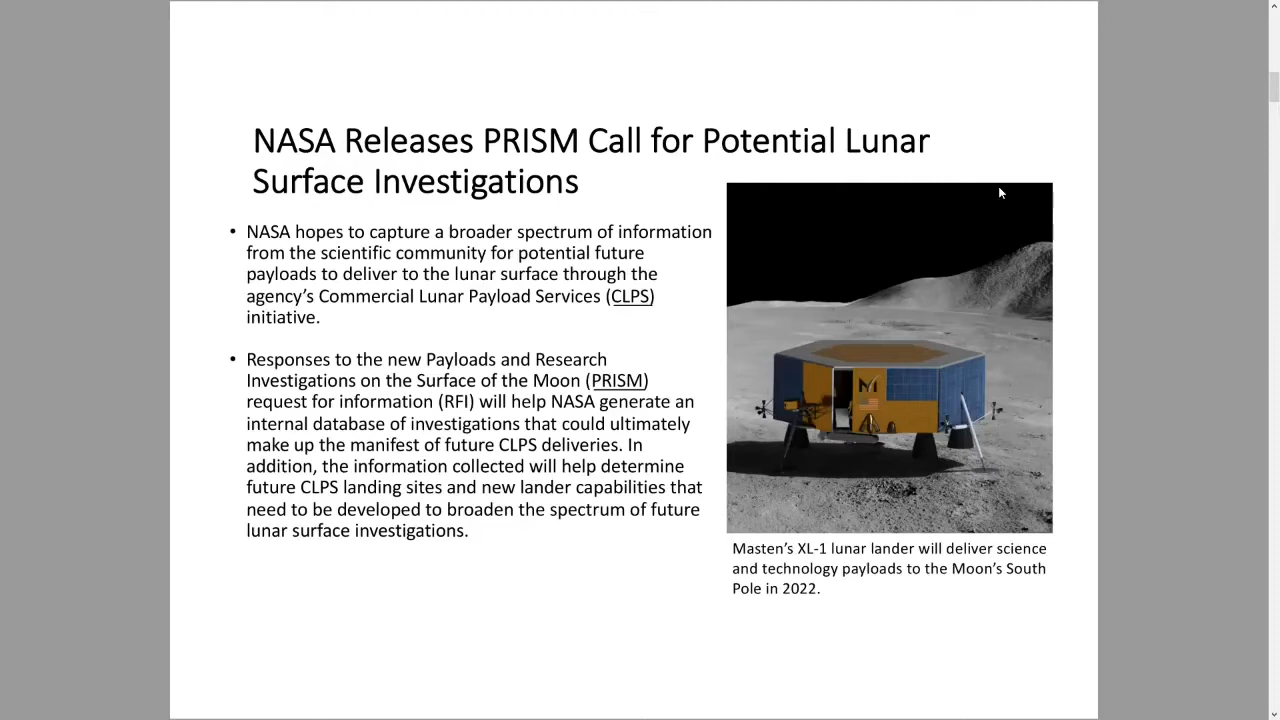 NASA Releases PRISM Call for Potential Lunar
Surface Investigations
• NASA hopes to capture a broader spectrum of information
from the scientific community for potential future
payloads to deliver to the lunar surface through the
agency’s Commercial Lunar Payload Services (CLPS)
initiative.
• Responses to the new Payloads and Research
Investigations on the Surface of the Moon (PRISM)
request for information (RFI) will help NASA generate an
internal database of investigations that could ultimately
make up the manifest of future CLPS deliveries. In
addition, the information collected will help determine
future CLPS landing sites and new lander capabilities that
need to be developed to broaden the spectrum of future
lunar surface investigations.
Masten’s XL-1 lunar lander will deliver science
and technology payloads to the Moon’s South
Pole in 2022.